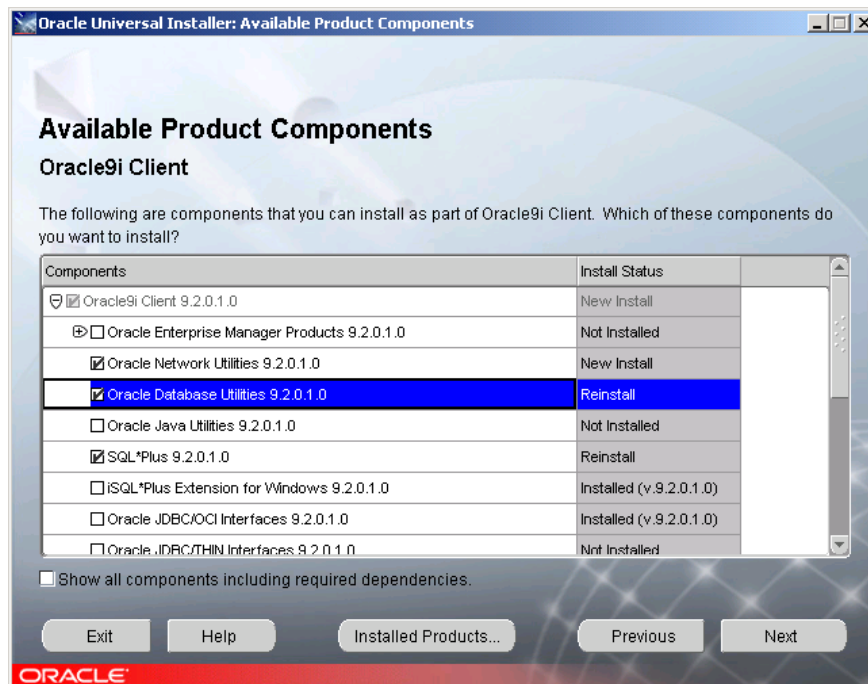 Oracle Universal Installer: Available Product Components
Available Product Components
Oracle9i Client
The following are components that you can install as part of Oracle9i Client. Which of these components do
you want to install?
Components Install Status
Oracle9i Client 9.2.0.1.0 New Install
Oracle Enterprise Manager Products 9.2.0.1.0 Not Installed
Oracle Network Utilities 9.2.0.1.0 New Install
Oracle Database Utilities 9.2.0.1.0 Reinstall
Oracle Java Utilities 9.2.0.1.0 Not Installed
SQL*Plus 9.2.0.1.0 Reinstall
iSQL*Plus Extension for Windows 9.2.0.1.0 Installed (v.9.2.0.1.0)
Oracle JDBC/OCI Interfaces 9.2.0.1.0 Installed (v.9.2.0.1.0)
Oracle JDBC/THIN Interfaces 9.2.0.1.0 Not Installed
Show all components including required dependencies.
Exit Help Installed Products... Previous Next
ORACLE